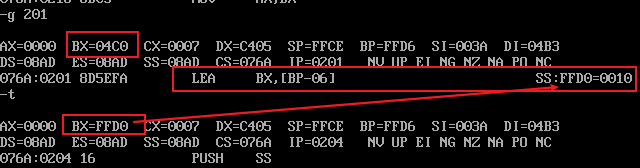 -g 201
AX=0000 BX=04C0 CX=0007 DX=C405 SP=FFCE BP=FFD6 SI=003A DI=04B3
DS=08AD ES=08AD SS=08AD CS=076A IP=0201 NV UP EI NG NZ NA PO NC
076A:0201 8D5EFA LEA BX,[BP-06] SS:FFD0=0010
-t
AX=0000 BX=FFD0 CX=0007 DX=C405 SP=FFCE BP=FFD6 SI=003A DI=04B3
DS=08AD ES=08AD SS=08AD CS=076A IP=0204 NV UP EI NG NZ NA PO NC
076A:0204 16 PUSH SS